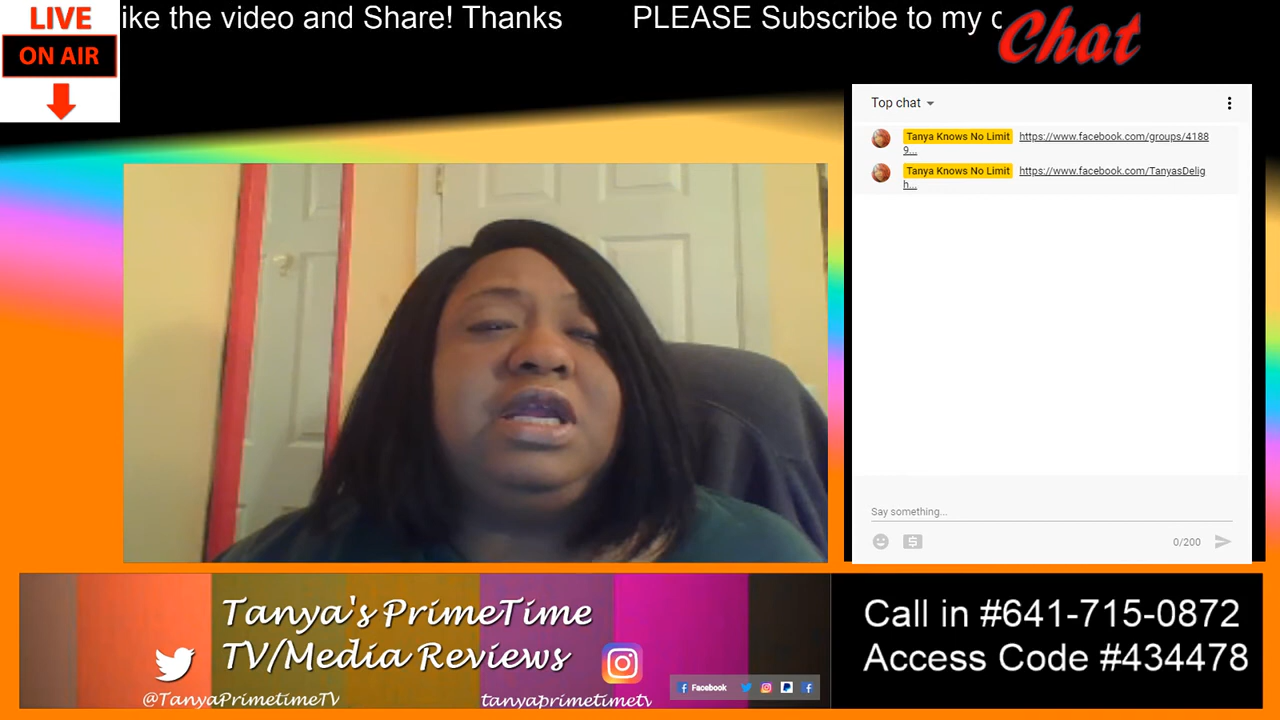 LIVE
ON AIR
ike the video and Share! Thanks
PLEASE Subscribe to my c
Chat
Top chat
Tanya Knows No Limit https://www.facebook.com/groups/4188
9...
Tanya Knows No Limit https://www.facebook.com/TanyasDelig
h...
Say something...
0/200
Tanya's PrimeTime
TV/Media Reviews
@TanyaPrimetimeTV
tanyaprimetimetv
Facebook
Call in #641-715-0872
Access Code #434478